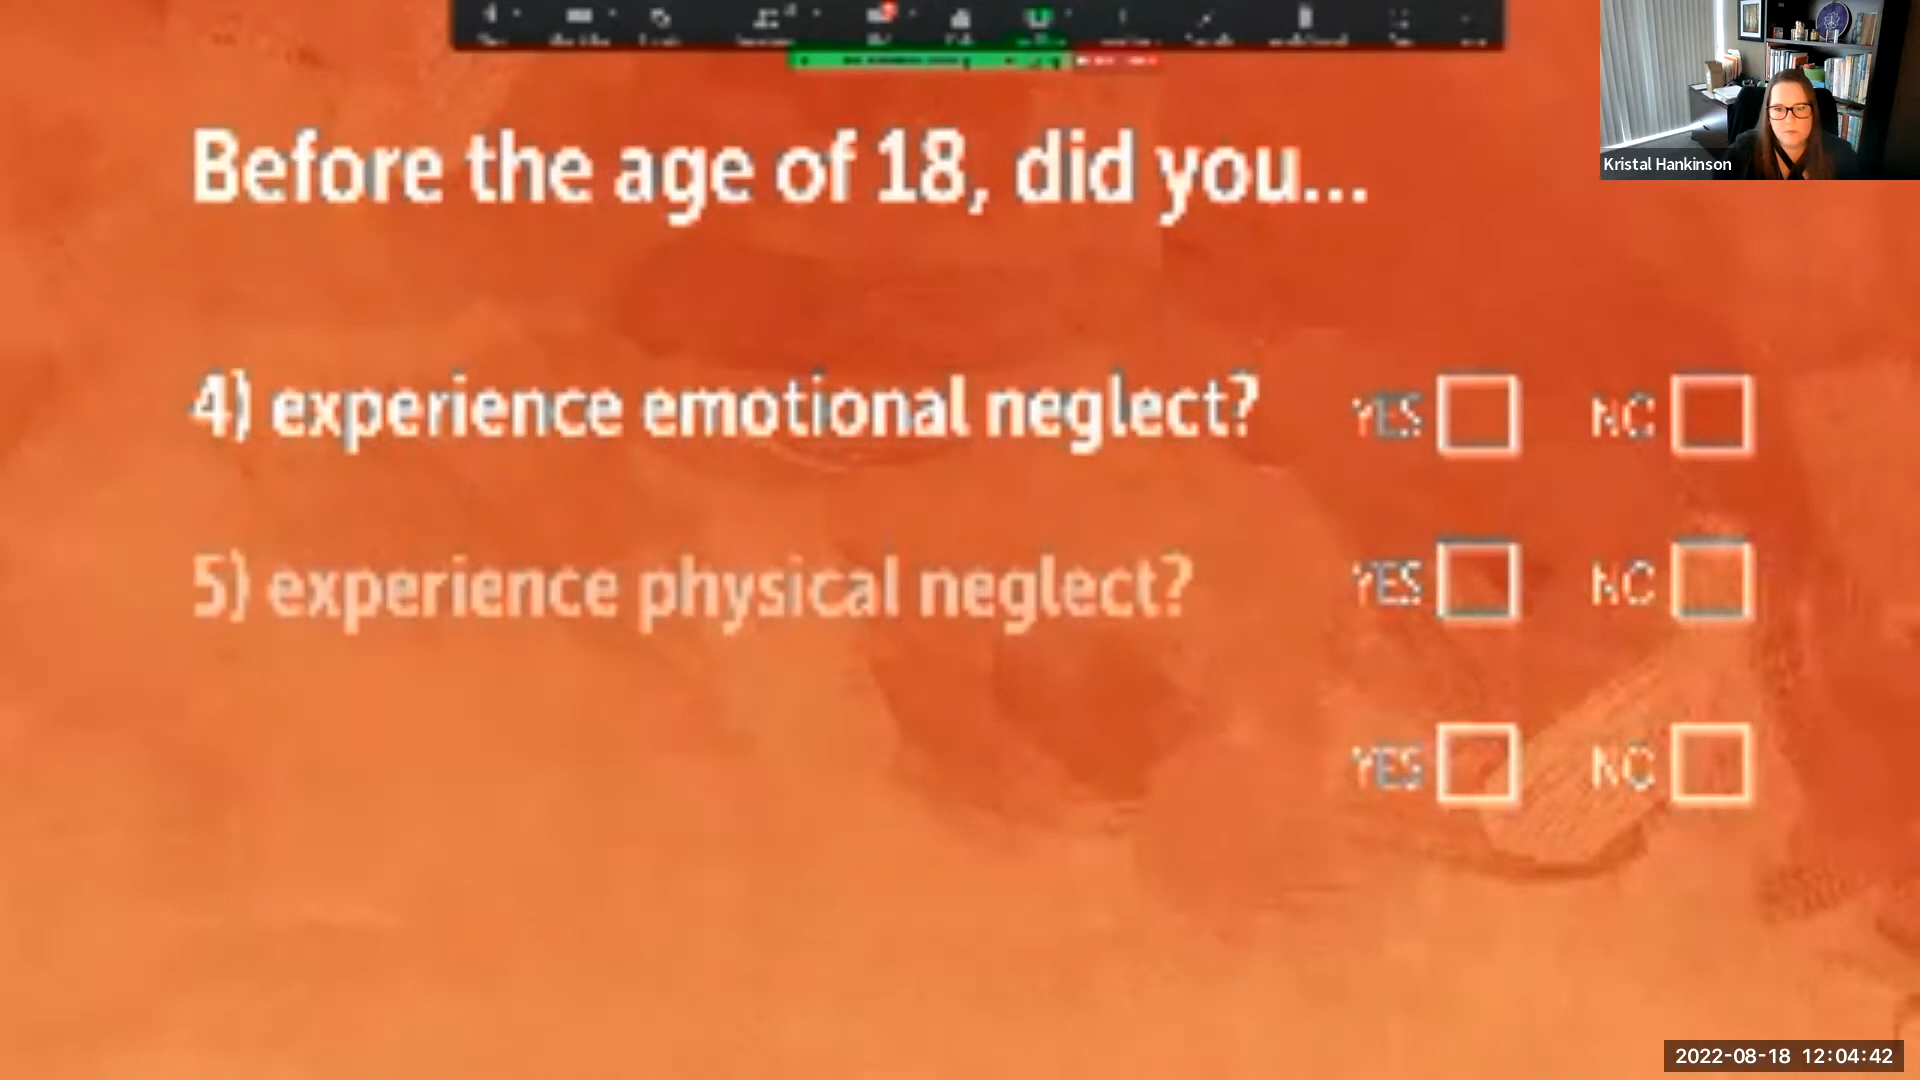 Before the age of 18, did you...
Kristal Hankinson
4) experience emotional neglect? YES NO
5) experience physical neglect? YES NO
YES NO
2022-08-18 12:04:42